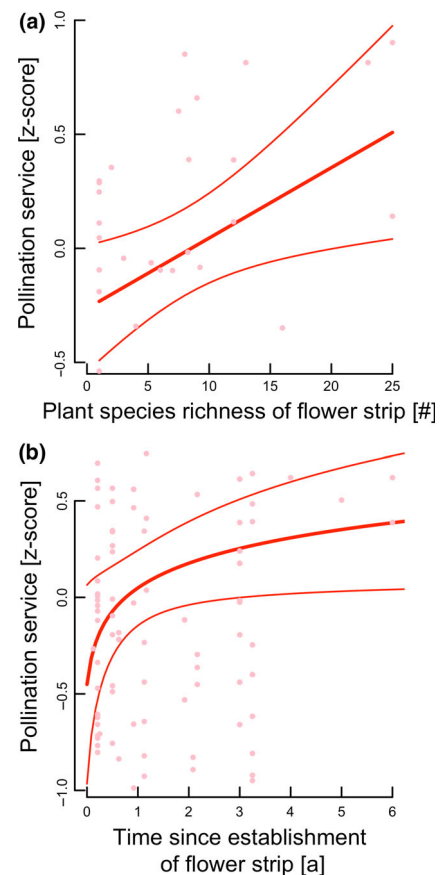 (a)
Pollination service [z-score]
1.0
0.5
0.0
−0.5
0 5 10 15 20 25
Plant species richness of flower strip [#]
(b)
Pollination service [z-score]
0.5
0.0
−0.5
−1.0
0 1 2 3 4 5 6
Time since establishment
of flower strip [a]